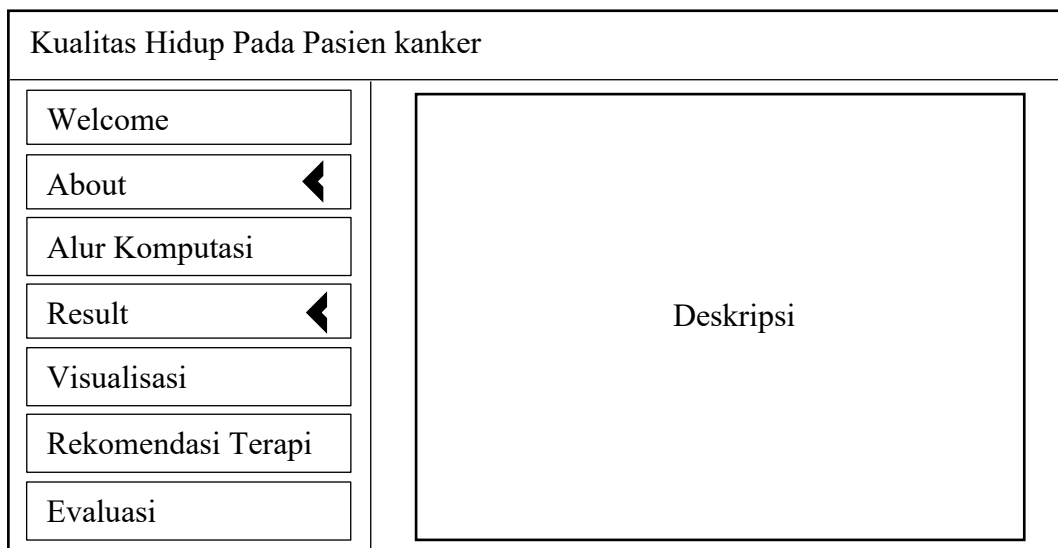 Kualitas Hidup Pada Pasien kanker
Welcome
About
Alur Komputasi
Result
Visualisasi
Rekomendasi Terapi
Evaluasi
Deskripsi